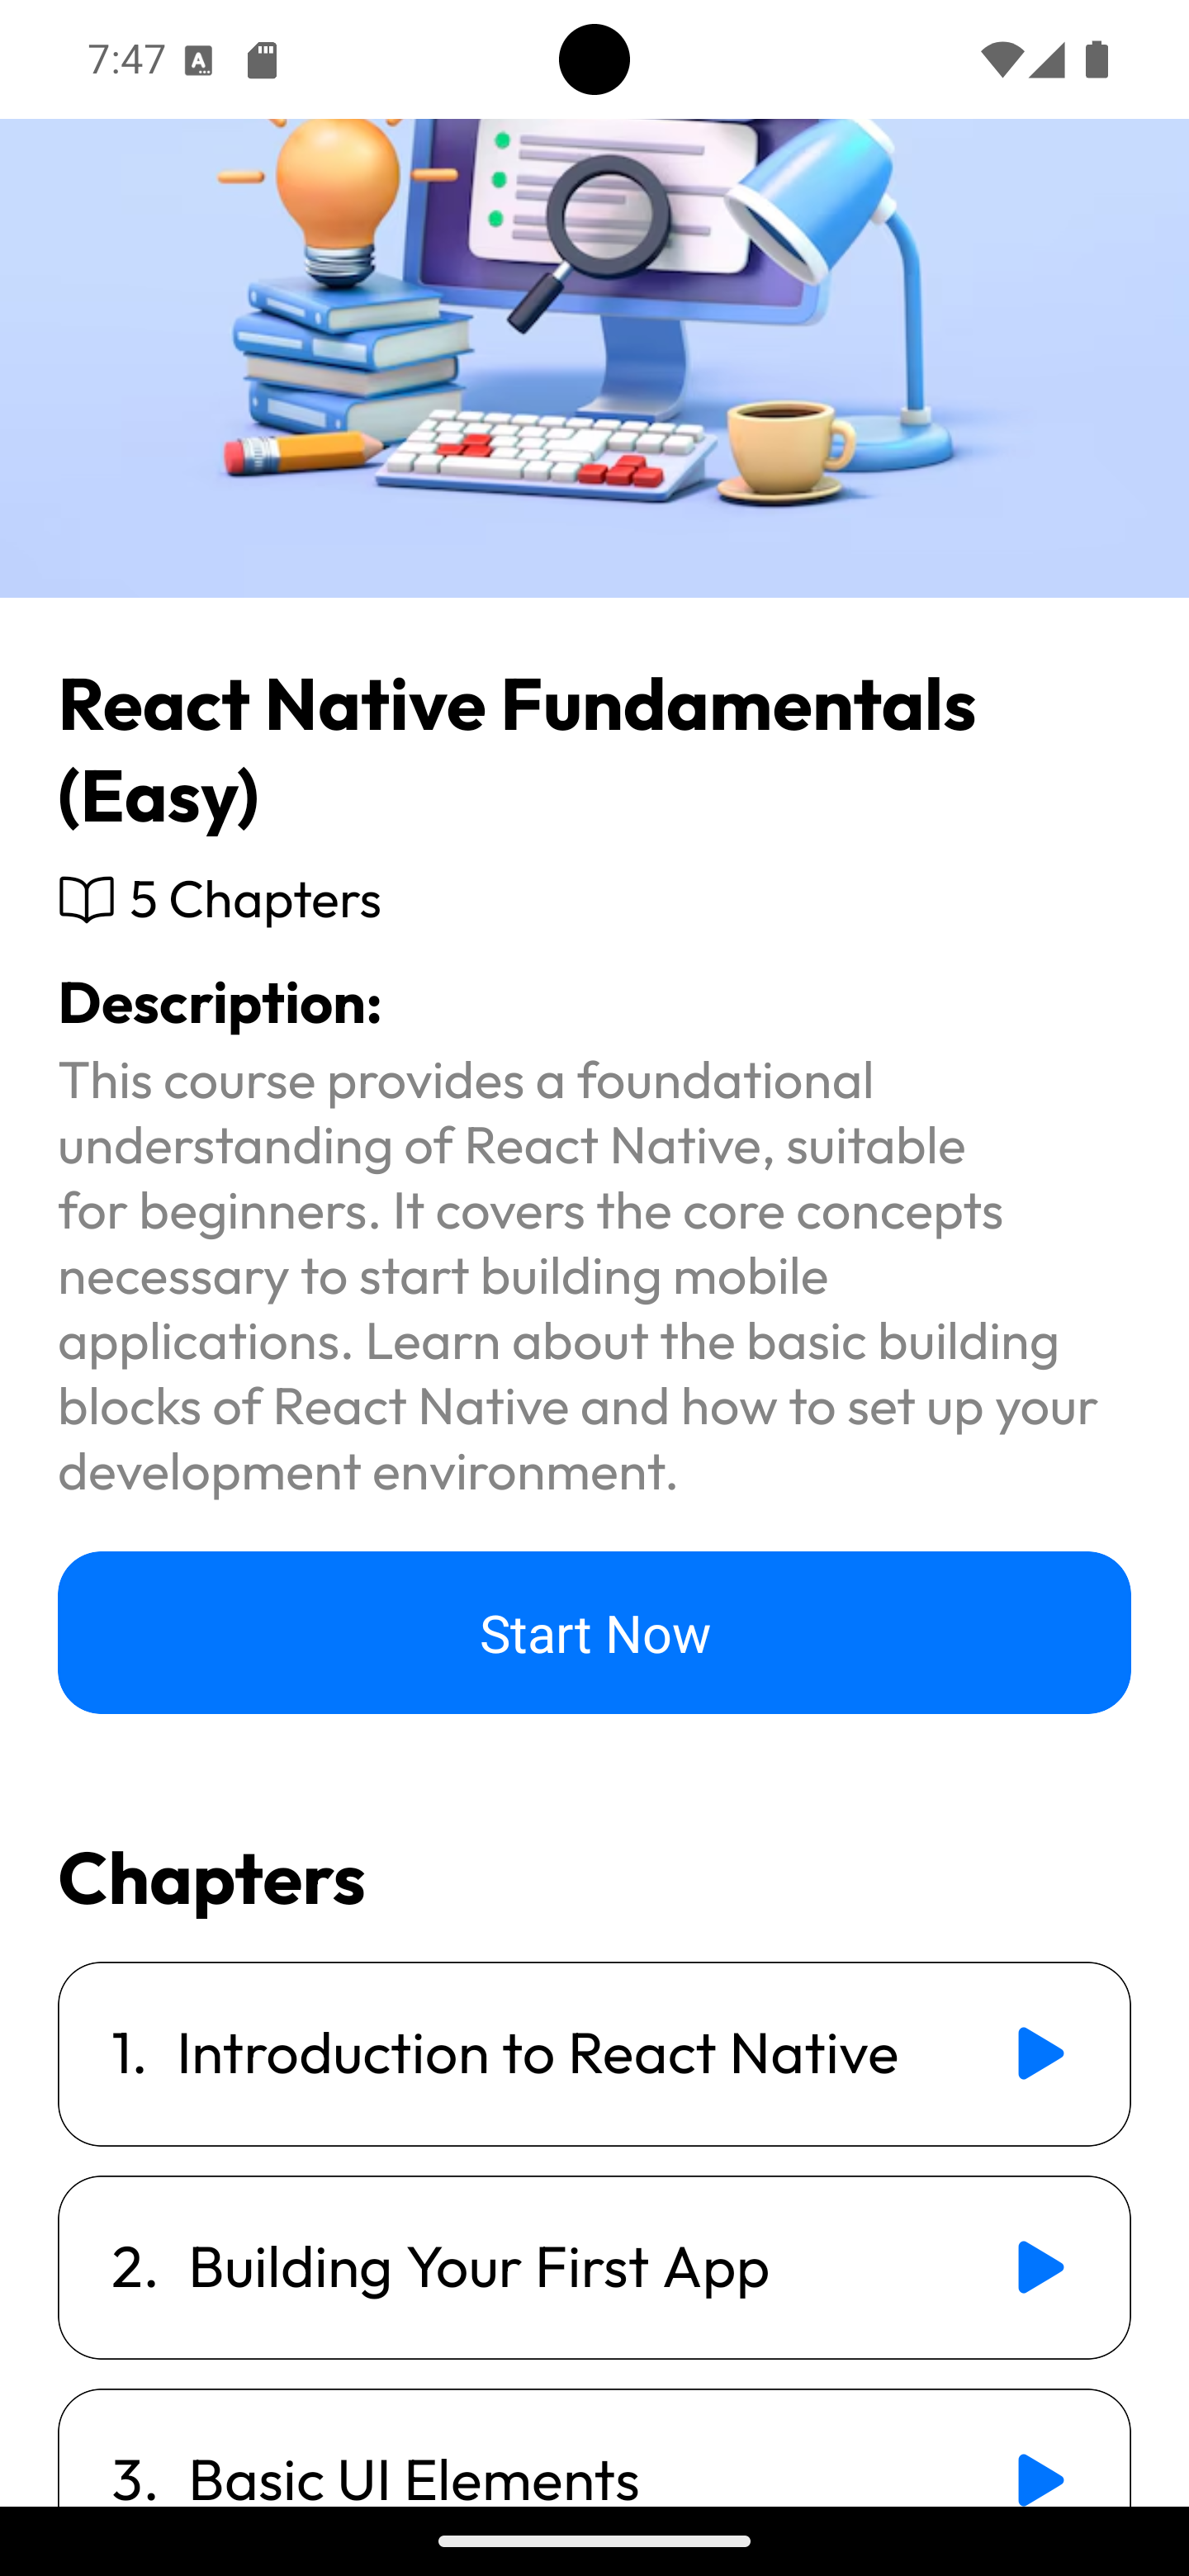 7:47
React Native Fundamentals
(Easy)
5 Chapters
Description:
This course provides a foundational
understanding of React Native, suitable
for beginners. It covers the core concepts
necessary to start building mobile
applications. Learn about the basic building
blocks of React Native and how to set up your
development environment.
Start Now
Chapters
1. Introduction to React Native
2. Building Your First App
3. Basic UI Elements